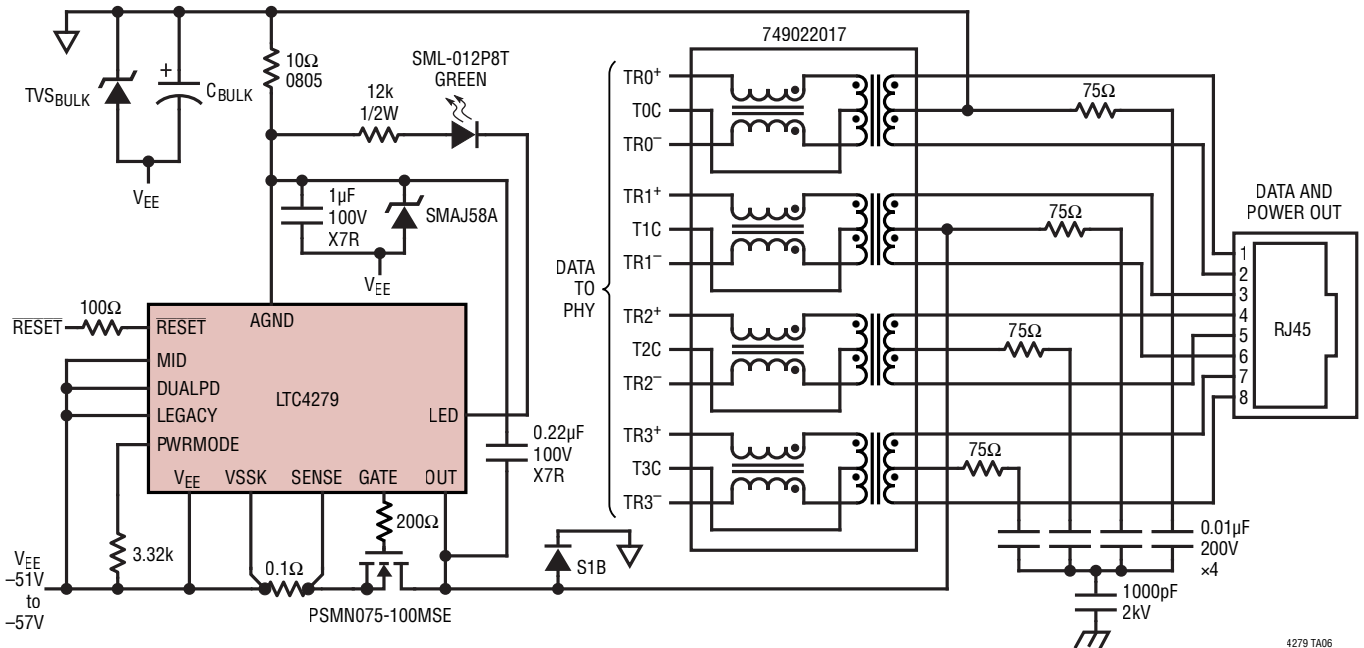 TVSBULK
+
CBULK
VEE
10Ω
0805
12k
1/2W
SML-012P8T
GREEN
1µF
100V
X7R
SMAJ58A
VEE
RESET
100Ω
RESET
AGND
MID
DUALPD
LEGACY
PWRMODE
LTC4279
LED
VEE
VSSK
SENSE
GATE
OUT
0.22µF
100V
X7R
200Ω
3.32k
0.1Ω
VEE
–51V
to
–57V
PSMN075-100MSE
S1B
749022017
DATA
TO
PHY
TR0+
T0C
TR0–
TR1+
T1C
TR1–
TR2+
T2C
TR2–
TR3+
T3C
TR3–
75Ω
75Ω
75Ω
75Ω
DATA AND
POWER OUT
1
2
3
4
5
6
7
8
RJ45
0.01µF
200V
×4
1000pF
2kV
4279 TA06